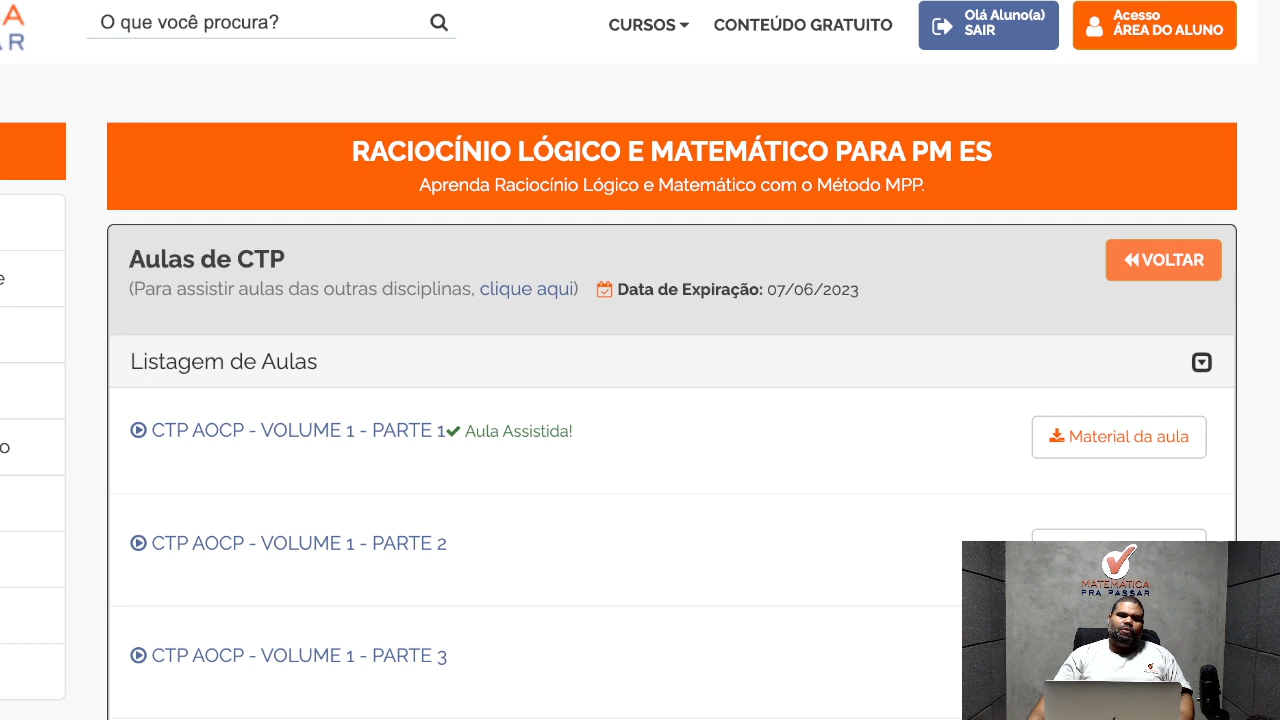 A
AR
O que você procura?
CURSOS
CONTEÚDO GRATUITO
Olá Aluno(a)
SAIR
Acesso
ÁREA DO ALUNO
RACIOCÍNIO LÓGICO E MATEMÁTICO PARA PM ES
Aprenda Raciocínio Lógico e Matemático com o Método MPP.
Aulas de CTP
VOLTAR
(Para assistir aulas das outras disciplinas, clique aqui)
Data de Expiração: 07/06/2023
e
Listagem de Aulas
CTP AOCP - VOLUME 1 - PARTE 1
Aula Assistida!
Material da aula
o
CTP AOCP - VOLUME 1 - PARTE 2
CTP AOCP - VOLUME 1 - PARTE 3
MATEMÁTICA
PRA PASSAR